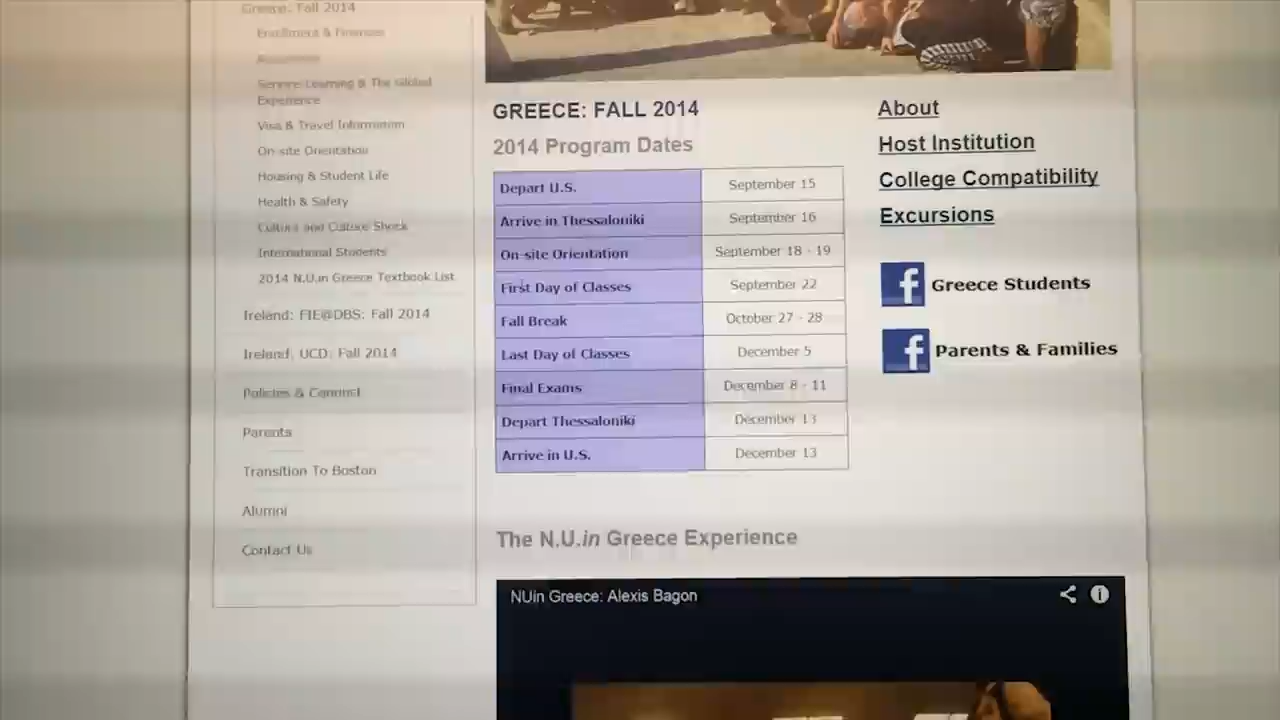 Greece: Fall 2014
Enrollment & Finances
Academics
Service-Learning & The Global
Experience
Visa & Travel Information
On-site Orientation
Housing & Student Life
Health & Safety
Culture and Culture Shock
International Students
2014 N.U.in Greece Textbook List
Ireland: FIE@DBS: Fall 2014
Ireland, UCD: Fall 2014
Policies & Conduct
Parents
Transition To Boston
Alumni
Contact Us
GREECE: FALL 2014
2014 Program Dates
Depart U.S. September 15
Arrive in Thessaloniki September 16
On-site Orientation September 18 - 19
First Day of Classes September 22
Fall Break October 27 - 28
Last Day of Classes December 5
Final Exams December 8 - 11
Depart Thessaloniki December 13
Arrive in U.S. December 13
About
Host Institution
College Compatibility
Excursions
f Greece Students
f Parents & Families
The N.U.in Greece Experience
NUin Greece: Alexis Bagon